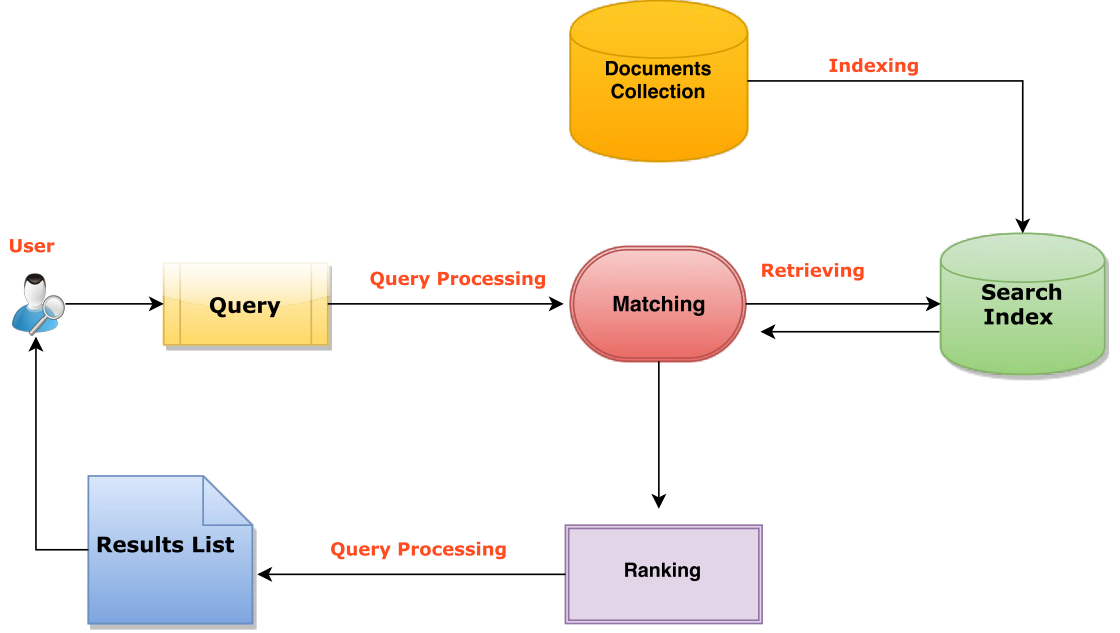 Documents
Collection
Indexing
User
Query
Query Processing
Matching
Retrieving
Search
Index
Results List
Query Processing
Ranking